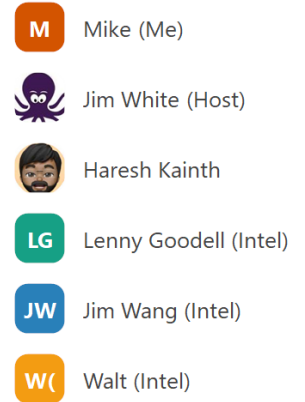 M Mike (Me)
Jim White (Host)
Haresh Kainth
LG Lenny Goodell (Intel)
JW Jim Wang (Intel)
W( Walt (Intel)